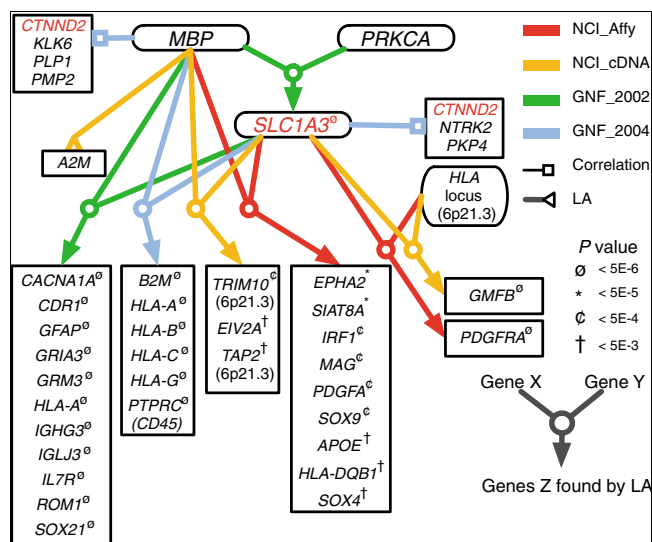 CTNND2
KLK6
PLP1
PMP2
MBP
PRKCA
NCI_Affy
NCI_cDNA
GNF_2002
GNF_2004
Correlation
LA
SLC1A3ø
CTNND2
NTRK2
PKP4
A2M
HLA
locus
(6p21.3)
P value
ø < 5E-6
* < 5E-5
¢ < 5E-4
† < 5E-3
CACNA1Aø
CDR1ø
GFAPø
GRIA3ø
GRM3ø
HLA-Aø
IGHG3ø
IGLJ3ø
IL7Rø
ROM1ø
SOX21ø
B2Mø
HLA-Aø
HLA-Bø
HLA-Cø
HLA-Gø
PTPRCø
(CD45)
TRIM10¢
(6p21.3)
EIV2A†
TAP2†
(6p21.3)
EPHA2*
SIAT8A*
IRF1¢
MAG¢
PDGFA¢
SOX9¢
APOE†
HLA-DQB1†
SOX4†
GMFBø
PDGFRAø
Gene X
Gene Y
Genes Z found by LA